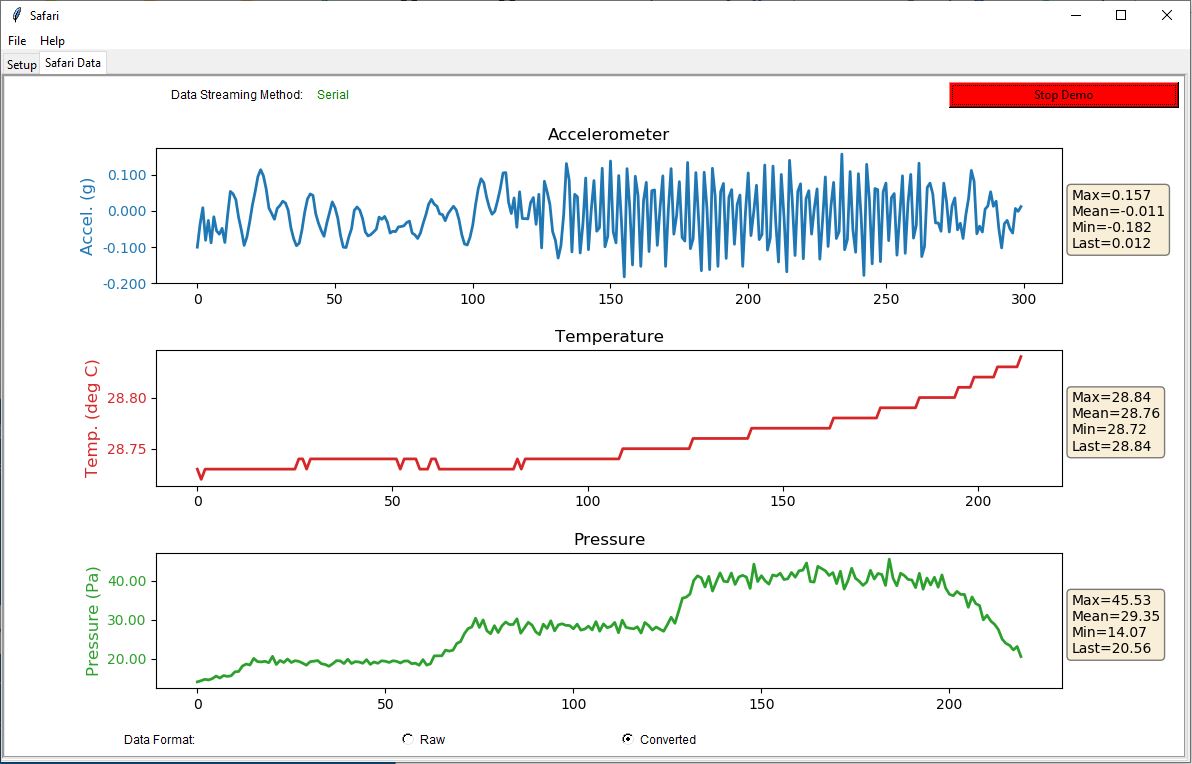 Safari
File Help
Setup Safari Data
Data Streaming Method: Serial
Stop Demo
Accelerometer
Accel. (g)
0.100
0.000
-0.100
-0.200
0 50 100 150 200 250 300
Max=0.157
Mean=-0.011
Min=-0.182
Last=0.012
Temperature
Temp. (deg C)
28.80
28.75
0 50 100 150 200
Max=28.84
Mean=28.76
Min=28.72
Last=28.84
Pressure
Pressure (Pa)
40.00
30.00
20.00
0 50 100 150 200
Max=45.53
Mean=29.35
Min=14.07
Last=20.56
Data Format: Raw Converted